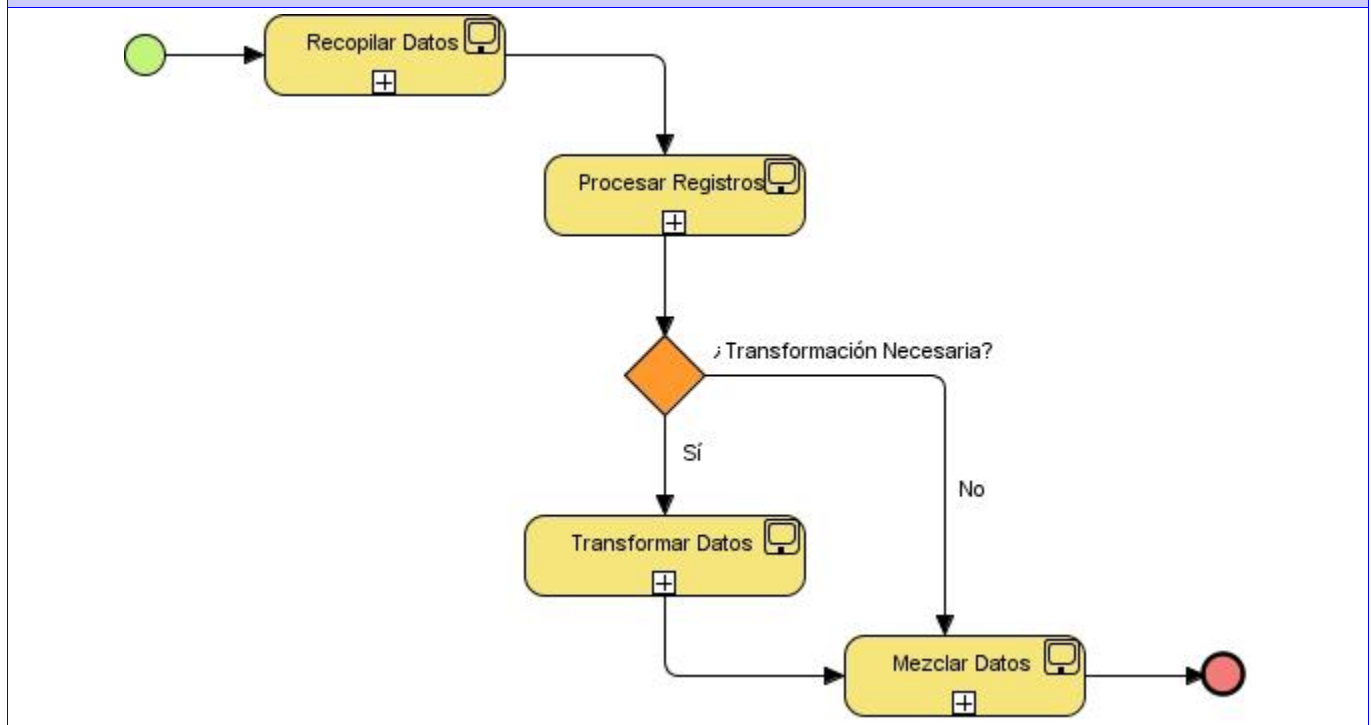 Recopilar Datos
Procesar Registros
¿Transformación Necesaria?
Sí
No
Transformar Datos
Mezclar Datos